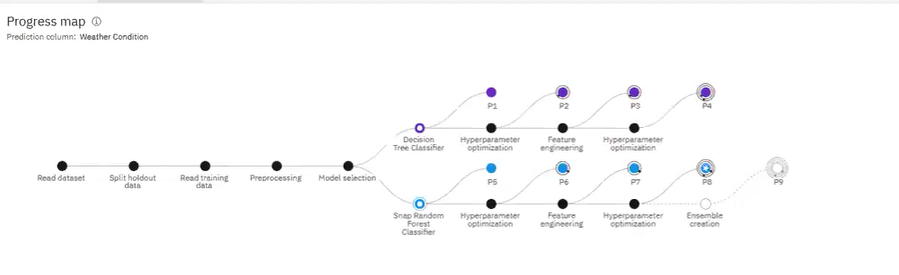 Progress map
Prediction column: Weather Condition
P1
P2
P3
P4
Decision
Tree Classifier
Hyperparameter
optimization
Feature
engineering
Hyperparameter
optimization
Read dataset
Split holdout
data
Read training
data
Preprocessing
Model selection
P5
P6
P7
P8
P9
Snap Random
Forest
Classifier
Hyperparameter
optimization
Feature
engineering
Hyperparameter
optimization
Ensemble
creation